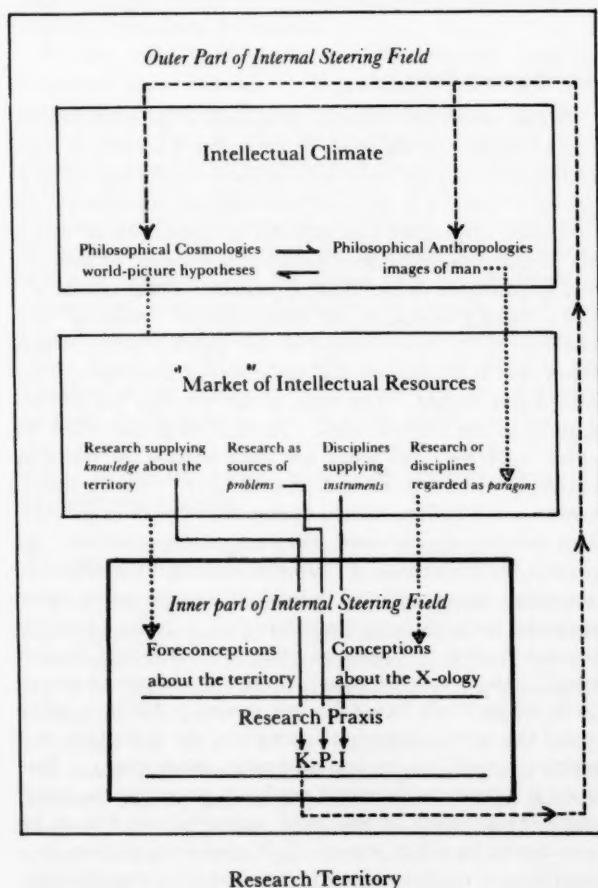 Outer Part of Internal Steering Field
Intellectual Climate
Philosophical Cosmologies
world-picture hypotheses
Philosophical Anthropologies
images of man
"Market" of Intellectual Resources
Research supplying
knowledge about the
territory
Research as
sources of
problems
Disciplines
supplying
instruments
Research or
disciplines
regarded as paragons
Inner part of Internal Steering Field
Foreconceptions
about the territory
Conceptions
about the X-ology
Research Praxis
K-P-I
Research Territory